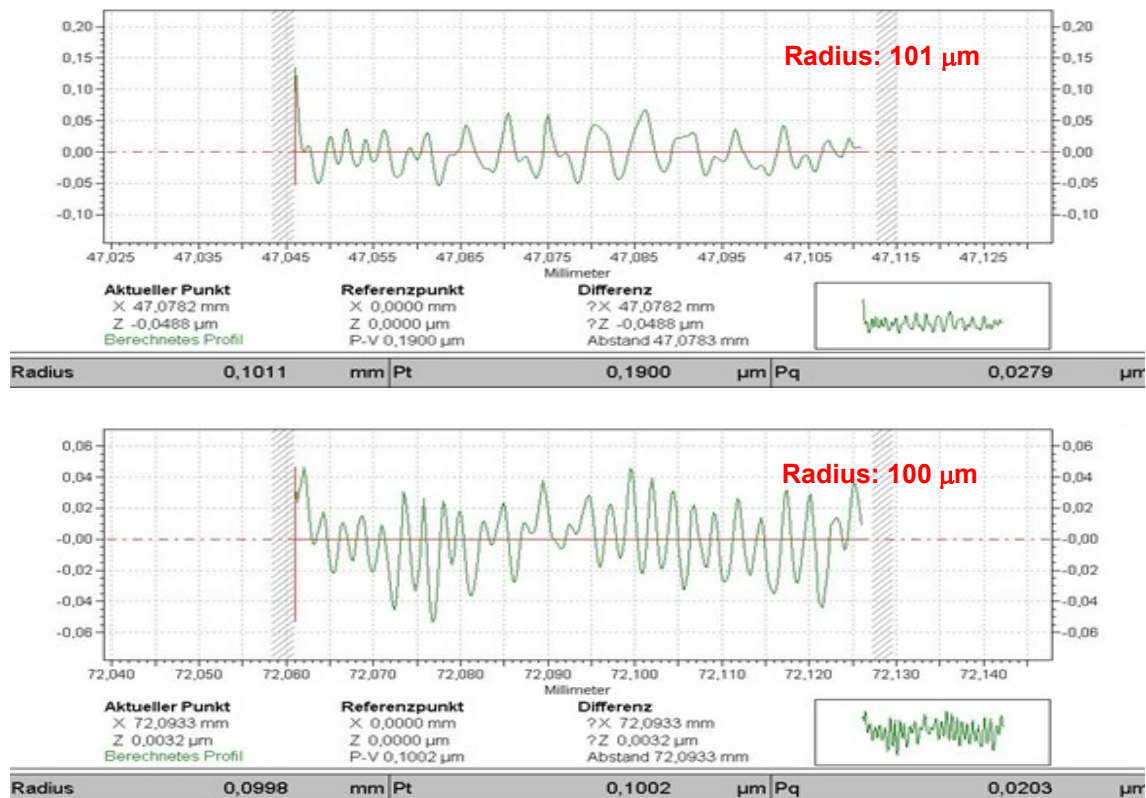 0,20 0,20
Radius: 101 µm
0,15 0,15
0,10 0,10
0,05 0,05
0,00 0,00
-0,05 -0,05
-0,10 -0,10
47,025 47,035 47,045 47,055 47,065 47,075 47,085 47,095 47,105 47,115 47,125
Millimeter
Aktueller Punkt Referenzpunkt Differenz
X 47,0782 mm X 0,0000 mm ?X 47,0782 mm
Z -0,0488 µm Z 0,0000 µm ?Z -0,0488 µm
Berechnetes Profil P-V 0,1900 µm Abstand 47,0783 mm
Radius 0,1011 mm Pt 0,1900 µm Pq 0,0279 µm
0,06 0,06
Radius: 100 µm
0,04 0,04
0,02 0,02
-0,00 -0,00
-0,02 -0,02
-0,04 -0,04
-0,06 -0,06
72,040 72,050 72,060 72,070 72,080 72,090 72,100 72,110 72,120 72,130 72,140
Millimeter
Aktueller Punkt Referenzpunkt Differenz
X 72,0933 mm X 0,0000 mm ?X 72,0933 mm
Z 0,0032 µm Z 0,0000 µm ?Z 0,0032 µm
Berechnetes Profil P-V 0,1002 µm Abstand 72,0933 mm
Radius 0,0998 mm Pt 0,1002 µm Pq 0,0203 µm